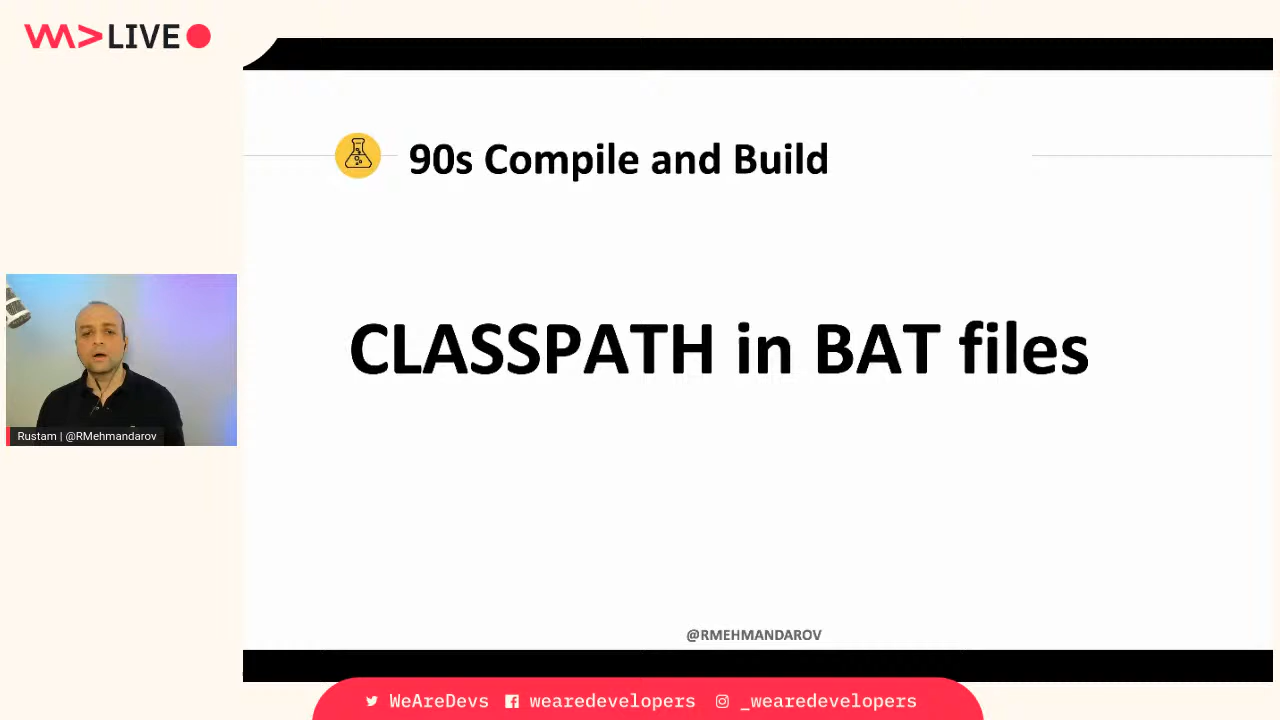 LIVE
90s Compile and Build
CLASSPATH in BAT files
Rustam | @RMehmandarov
@RMEHMANDAROV
WeAreDevs wearedevelopers _wearedevelopers